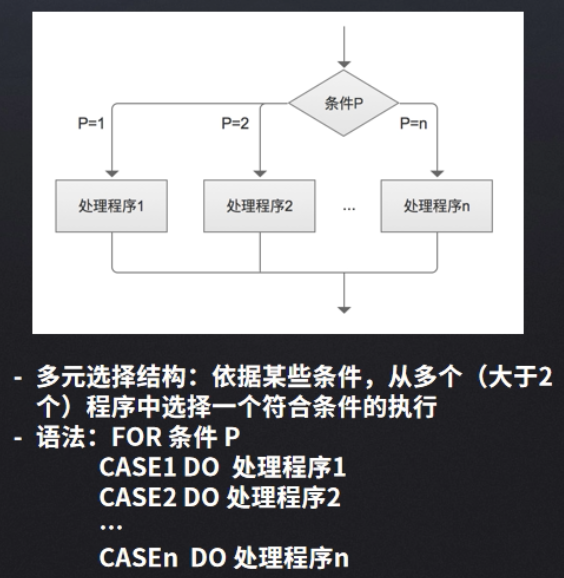 条件P
P=1
P=2
P=n
处理程序1
处理程序2
...
处理程序n
- 多元选择结构：依据某些条件，从多个（大于2
个）程序中选择一个符合条件的执行
- 语法：FOR 条件 P
CASE1 DO 处理程序1
CASE2 DO 处理程序2
...
CASEn DO 处理程序n